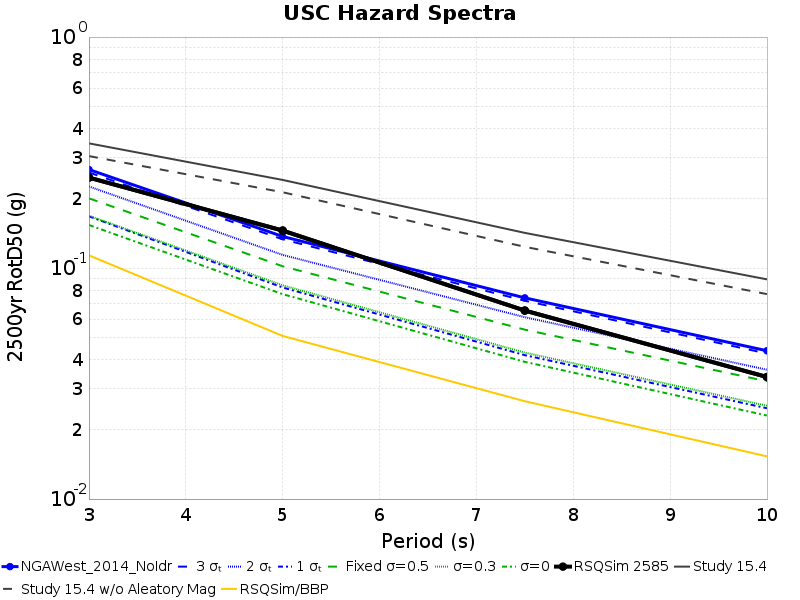 USC Hazard Spectra
10^0
8
6
4
3
2
10^-1
8
6
4
3
2
10^-2
2500yr RotD50 (g)
3 4 5 6 7 8 9 10
Period (s)
NGAWest_2014_NoIdr 3 σₜ 2 σₜ 1 σₜ Fixed σ=0.5 σ=0.3 σ=0 RSQSim 2585 Study 15.4
Study 15.4 w/o Aleatory Mag RSQSim/BBP